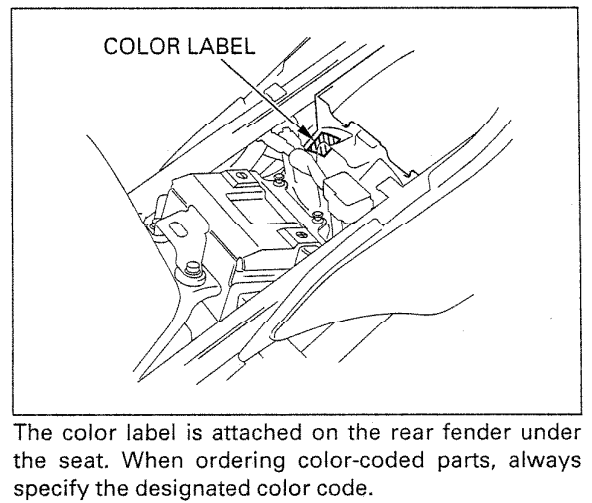 COLOR LABEL
The color label is attached on the rear fender under
the seat. When ordering color-coded parts, always
specify the designated color code.